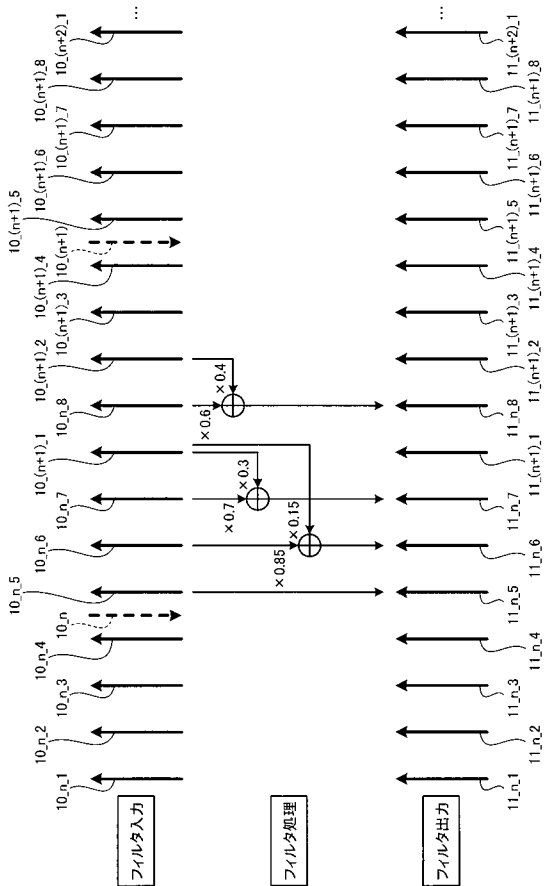 10_n_5
10_(n+1)_5
10_n_1
10_n_2
10_n_3
10_n_4
10_n
10_n_6
10_n_7
10_(n+1)_1
10_n_8
10_(n+1)_2
10_(n+1)_3
10_(n+1)_4
10_(n+1)
10_(n+1)_6
10_(n+1)_7
10_(n+1)_8
10_(n+2)_1
…
フィルタ入力
フィルタ処理
×0.6
×0.4
×0.7
×0.3
×0.85
×0.15
フィルタ出力
…
11_n_1
11_n_2
11_n_3
11_n_4
11_n_5
11_n_6
11_n_7
11_(n+1)_1
11_n_8
11_(n+1)_2
11_(n+1)_3
11_(n+1)_4
11_(n+1)_5
11_(n+1)_6
11_(n+1)_7
11_(n+1)_8
11_(n+2)_1